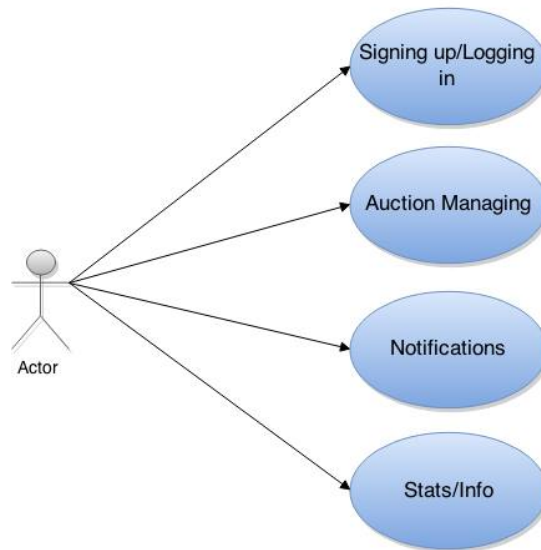 Signing up/Logging
in
Auction Managing
Notifications
Actor
Stats/Info